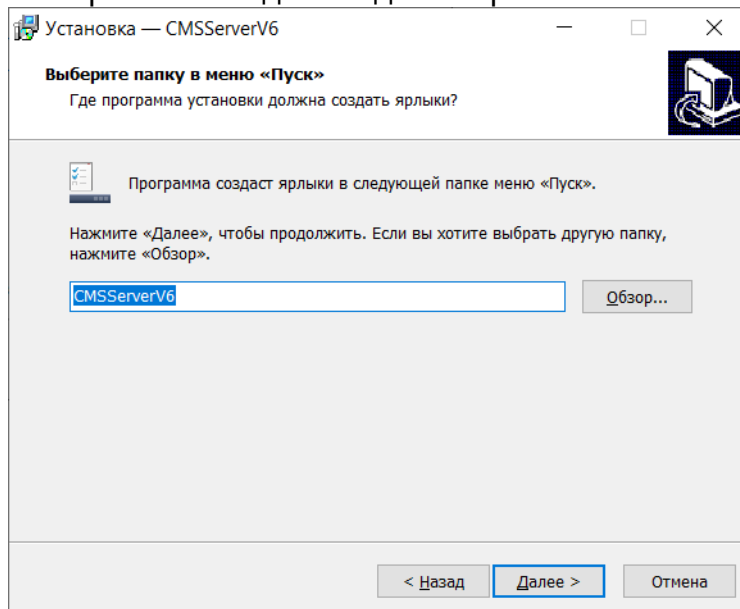 Установка — CMSServerV6
Выберите папку в меню «Пуск»
Где программа установки должна создать ярлыки?
Программа создаст ярлыки в следующей папке меню «Пуск».
Нажмите «Далее», чтобы продолжить. Если вы хотите выбрать другую папку,
нажмите «Обзор».
CMSServerV6
Обзор...
< Назад
Далее >
Отмена